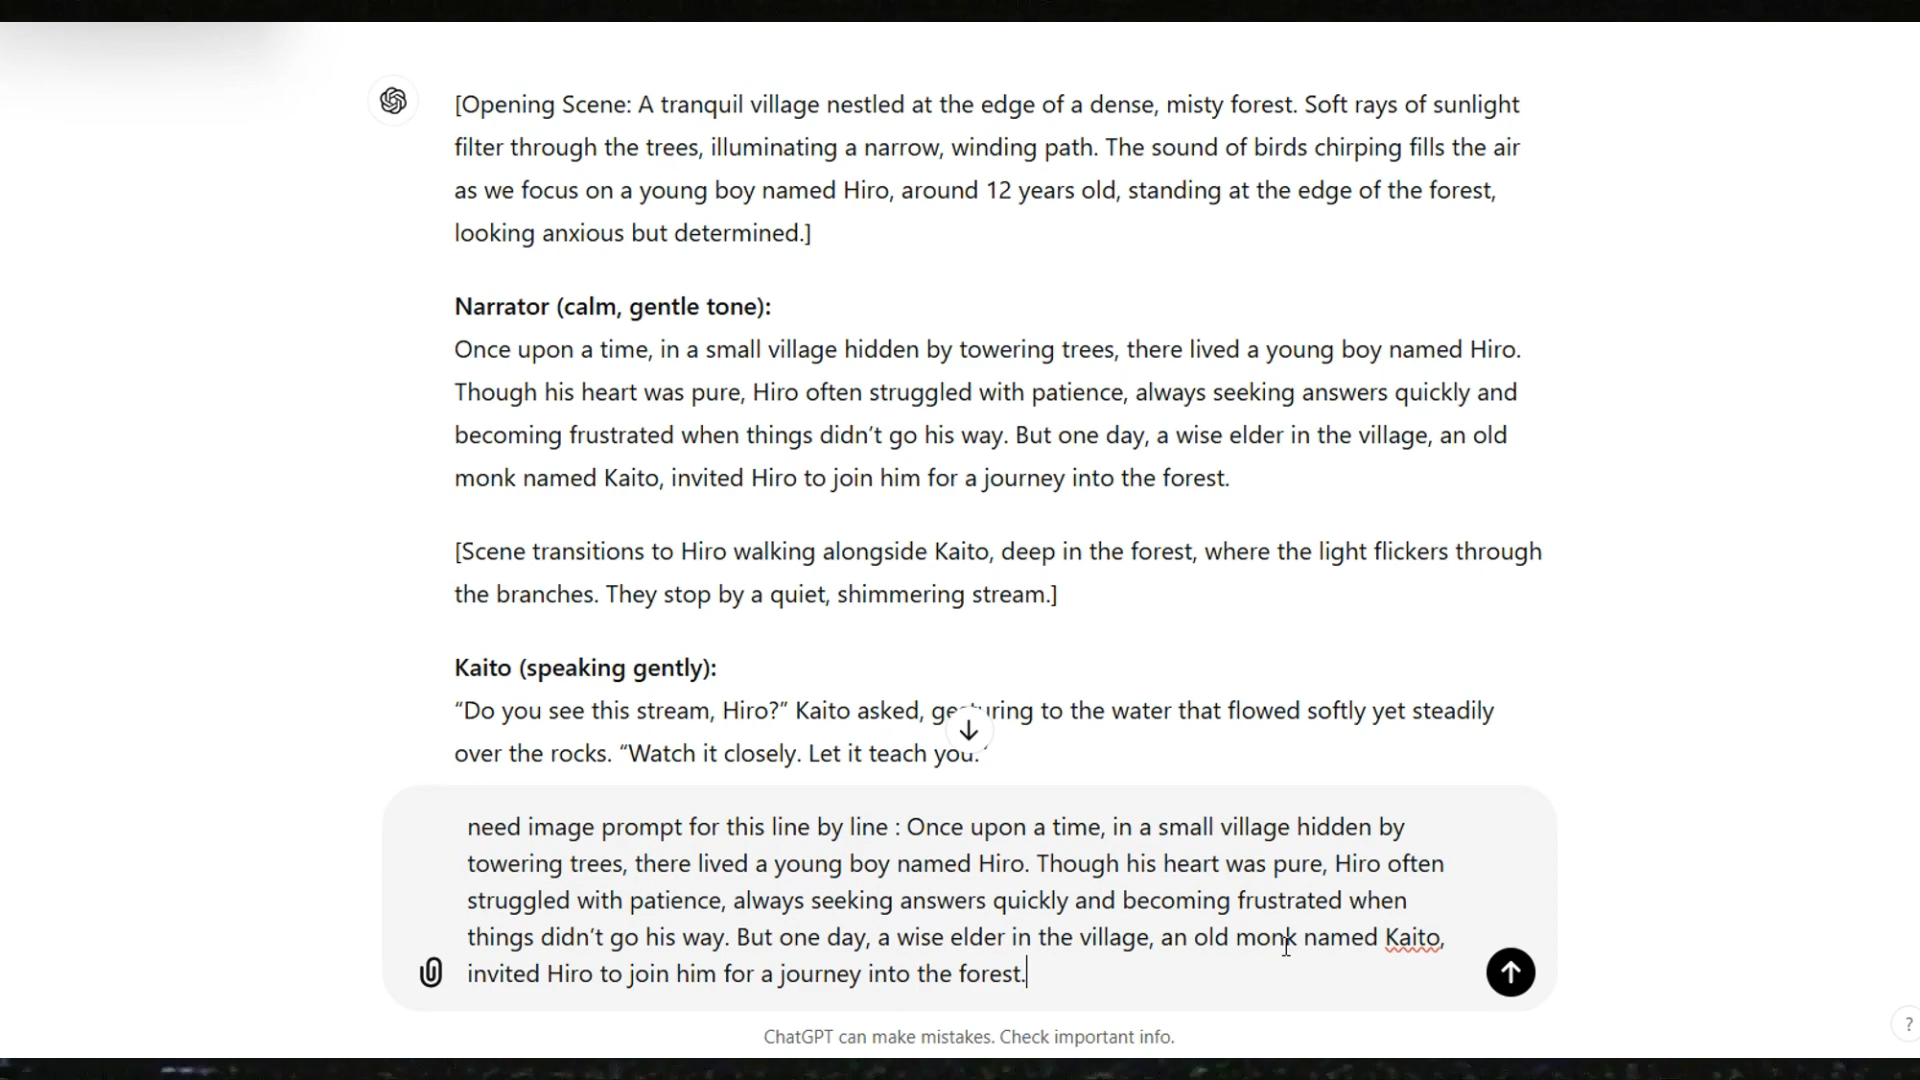 [Opening Scene: A tranquil village nestled at the edge of a dense, misty forest. Soft rays of sunlight
filter through the trees, illuminating a narrow, winding path. The sound of birds chirping fills the air
as we focus on a young boy named Hiro, around 12 years old, standing at the edge of the forest,
looking anxious but determined.]
Narrator (calm, gentle tone):
Once upon a time, in a small village hidden by towering trees, there lived a young boy named Hiro.
Though his heart was pure, Hiro often struggled with patience, always seeking answers quickly and
becoming frustrated when things didn’t go his way. But one day, a wise elder in the village, an old
monk named Kaito, invited Hiro to join him for a journey into the forest.
[Scene transitions to Hiro walking alongside Kaito, deep in the forest, where the light flickers through
the branches. They stop by a quiet, shimmering stream.]
Kaito (speaking gently):
“Do you see this stream, Hiro?” Kaito asked, gesturing to the water that flowed softly yet steadily
over the rocks. “Watch it closely. Let it teach you.”
need image prompt for this line by line : Once upon a time, in a small village hidden by
towering trees, there lived a young boy named Hiro. Though his heart was pure, Hiro often
struggled with patience, always seeking answers quickly and becoming frustrated when
things didn’t go his way. But one day, a wise elder in the village, an old monk named Kaito,
invited Hiro to join him for a journey into the forest.
ChatGPT can make mistakes. Check important info.
?